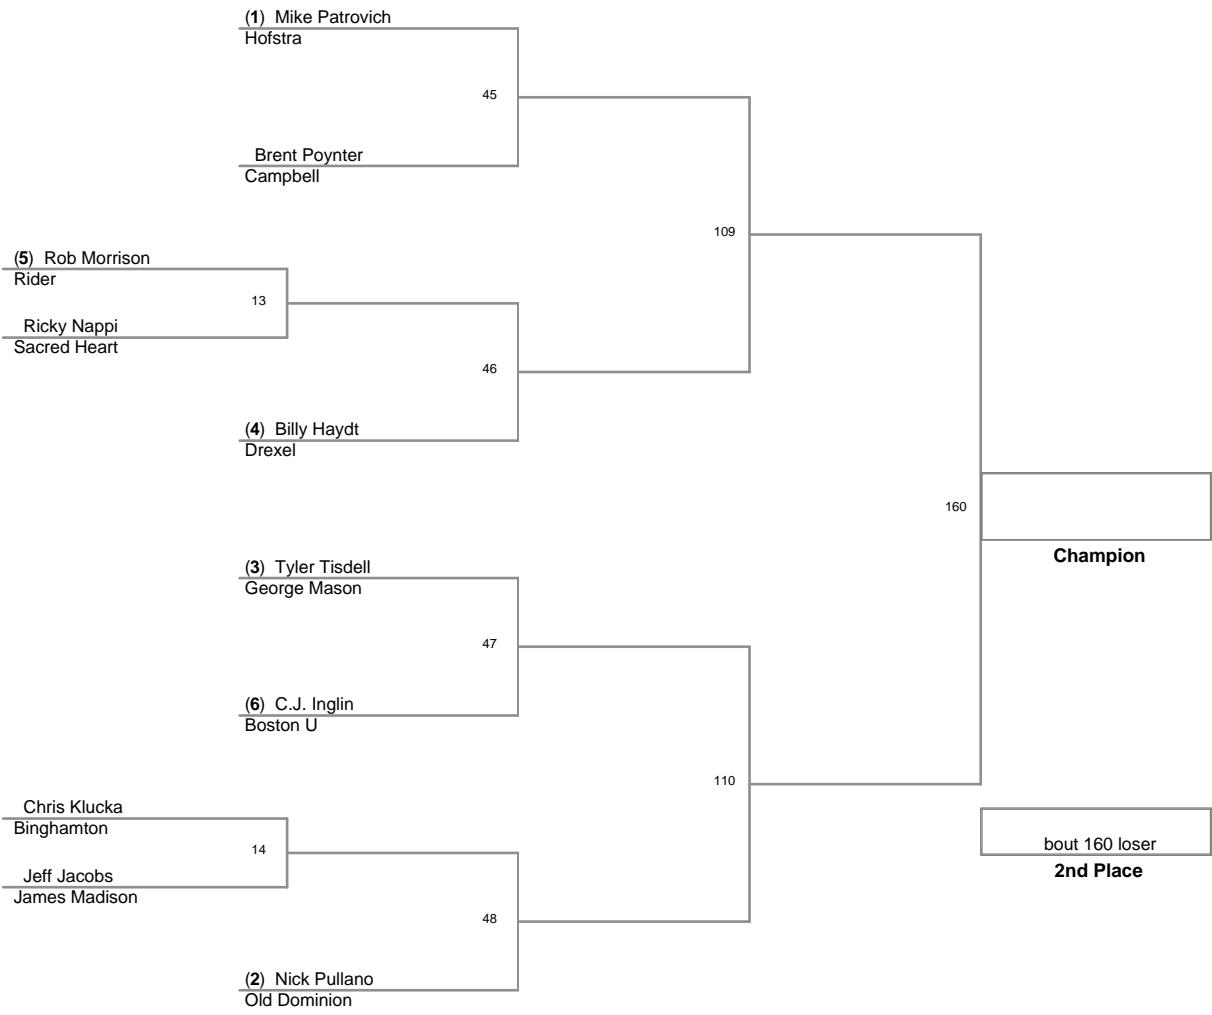 (1) Mike Patrovich
Hofstra
45
Brent Poynter
Campbell
109
(5) Rob Morrison
Rider
13
Ricky Nappi
Sacred Heart
46
(4) Billy Haydt
Drexel
160
Champion
(3) Tyler Tisdell
George Mason
47
(6) C.J. Inglin
Boston U
110
Chris Klucka
Binghamton
14
bout 160 loser
2nd Place
Jeff Jacobs
James Madison
48
(2) Nick Pullano
Old Dominion